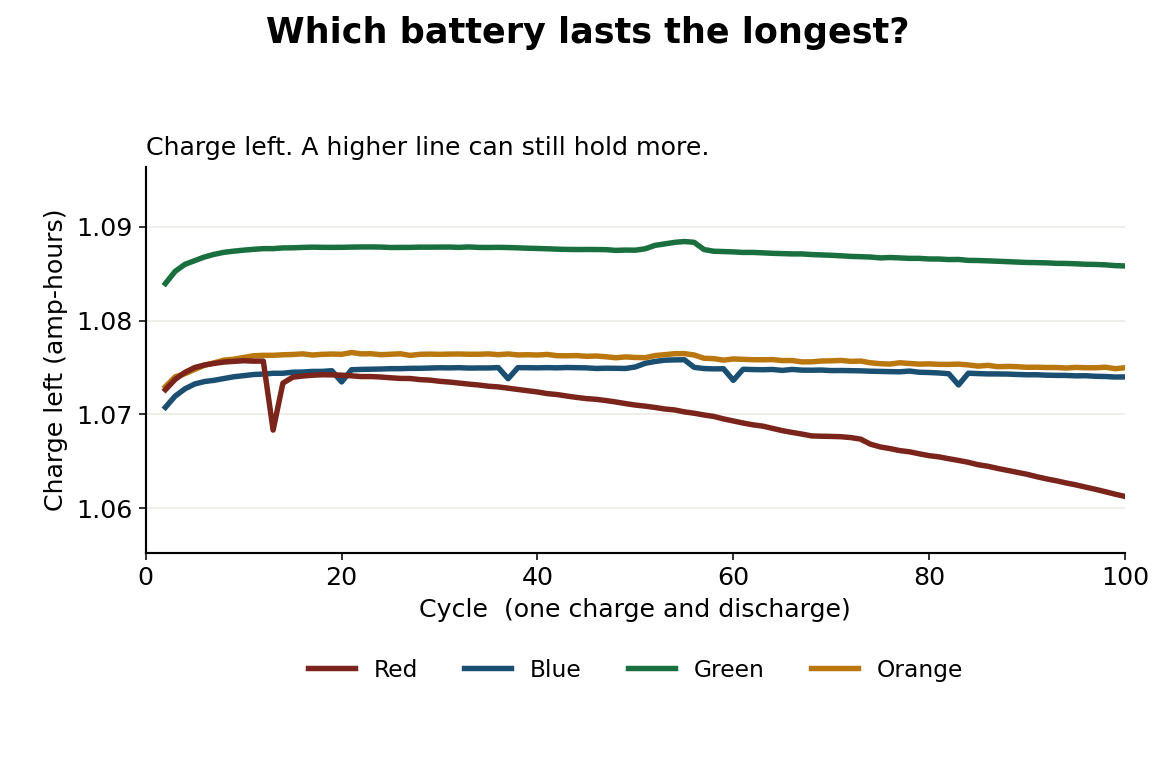 Which battery lasts the longest?
Charge left. A higher line can still hold more.
Charge left (amp-hours)
1.09
1.08
1.07
1.06
0 20 40 60 80 100
Cycle  (one charge and discharge)
Red Blue Green Orange